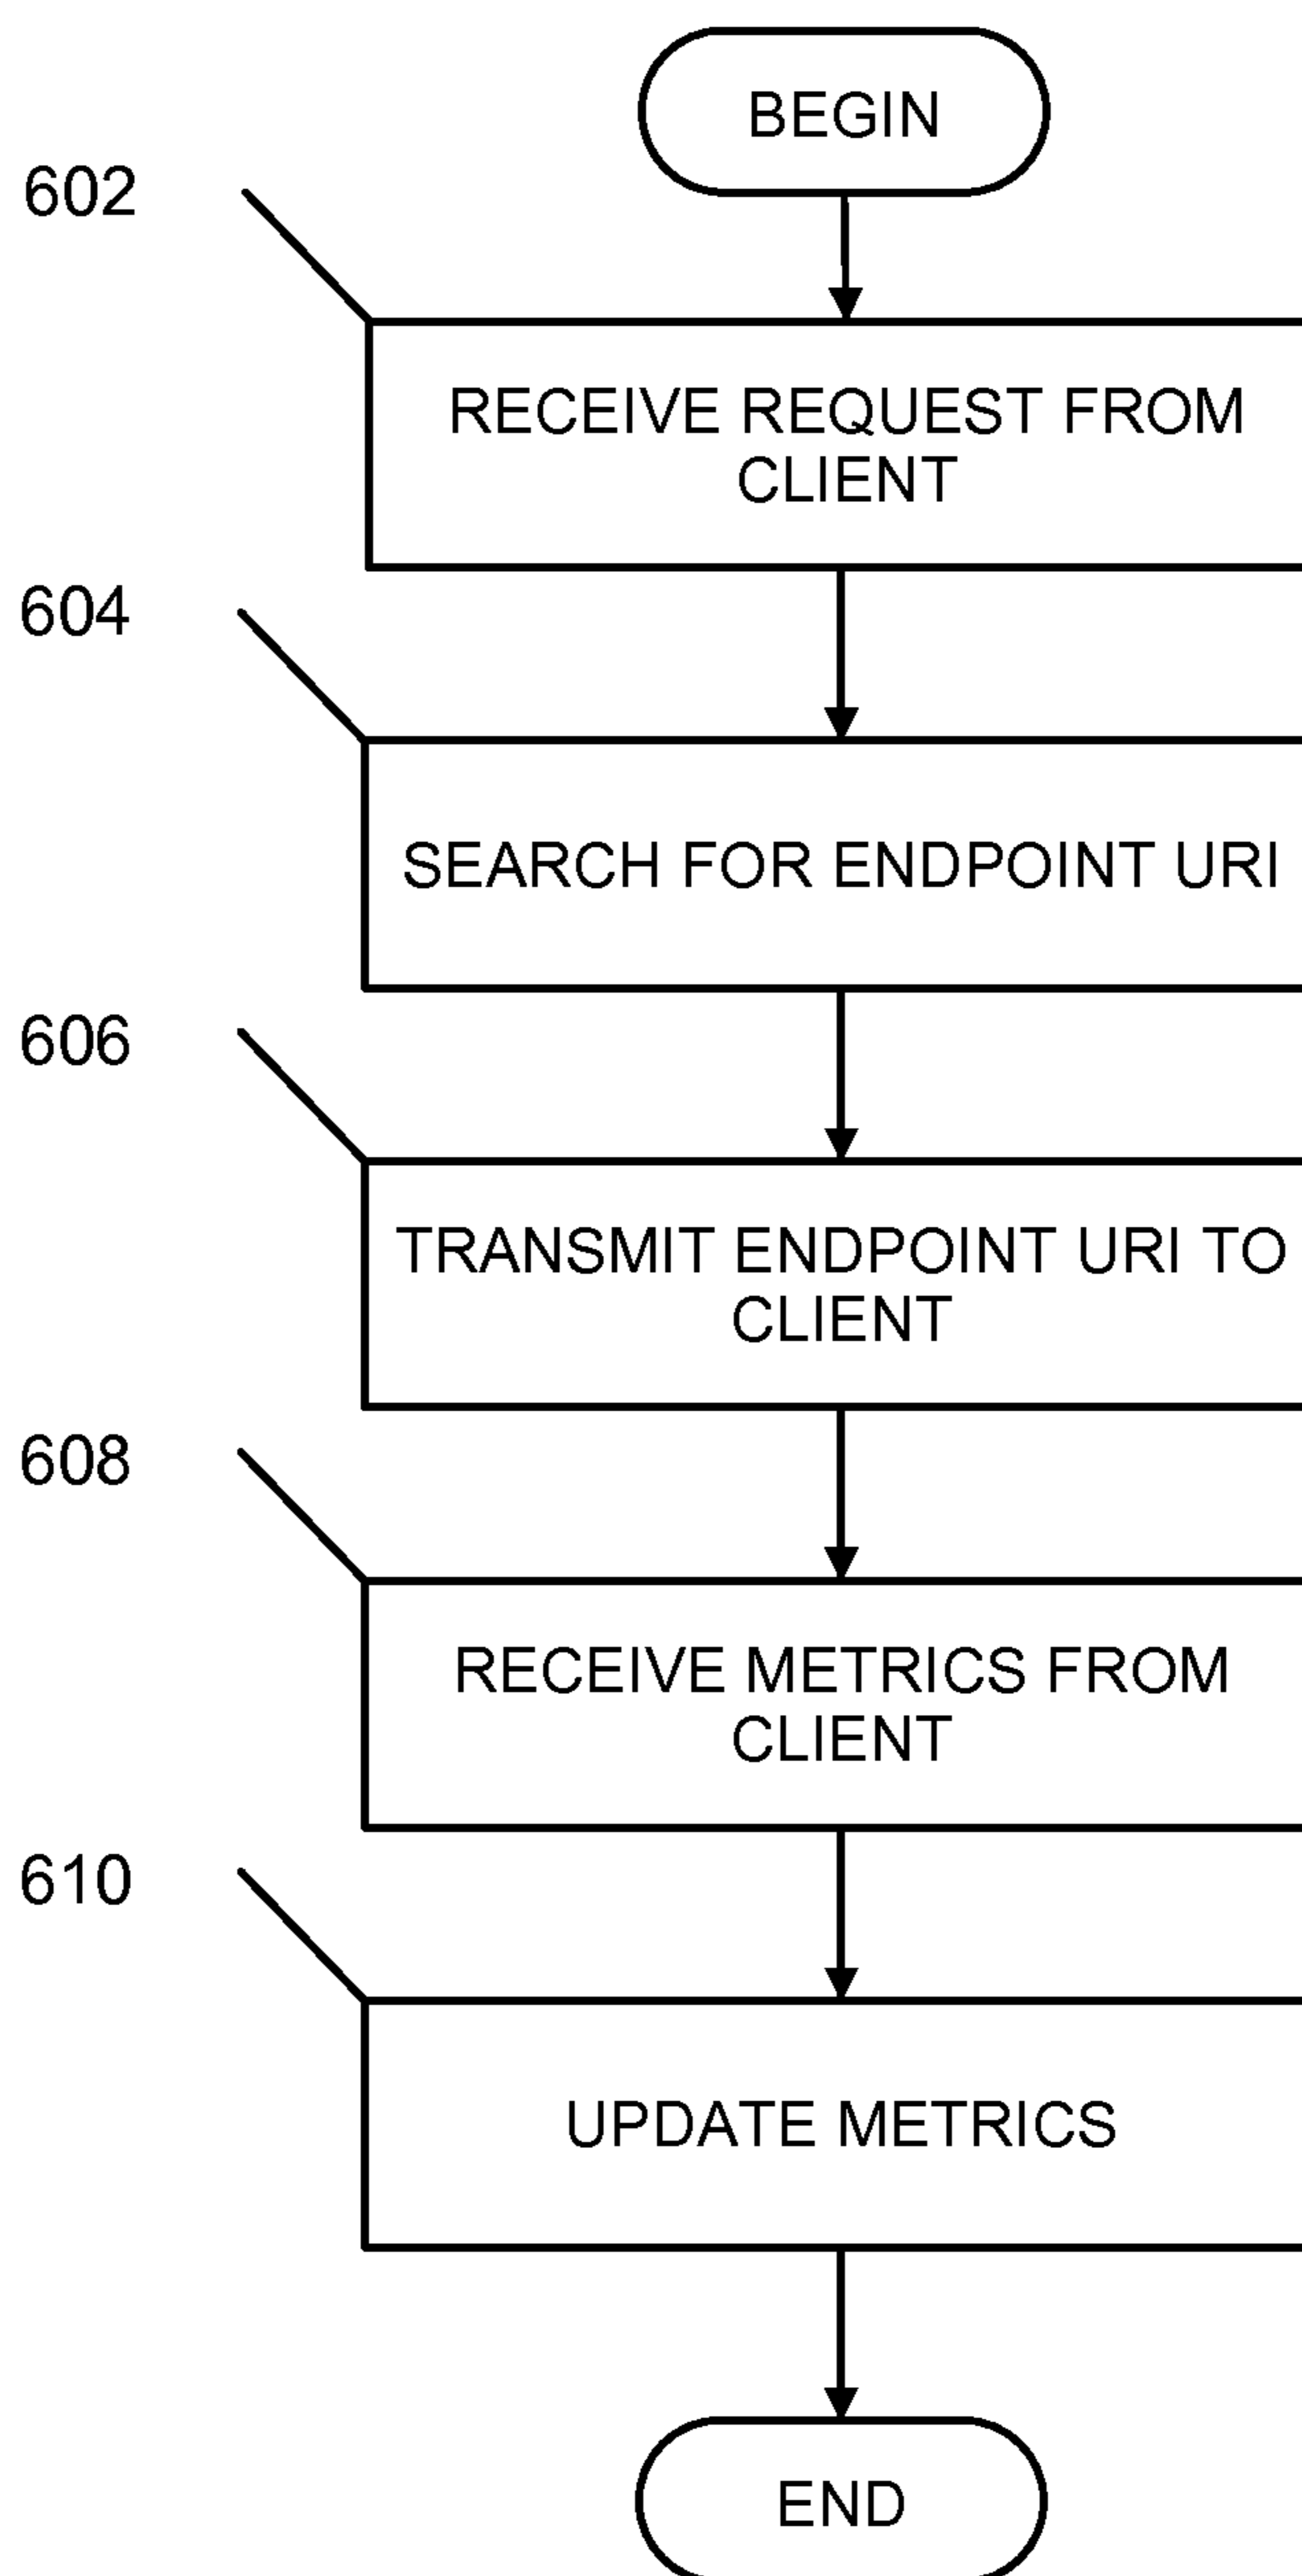 BEGIN
602
RECEIVE REQUEST FROM
CLIENT
604
SEARCH FOR ENDPOINT URI
606
TRANSMIT ENDPOINT URI TO
CLIENT
608
RECEIVE METRICS FROM
CLIENT
610
UPDATE METRICS
END